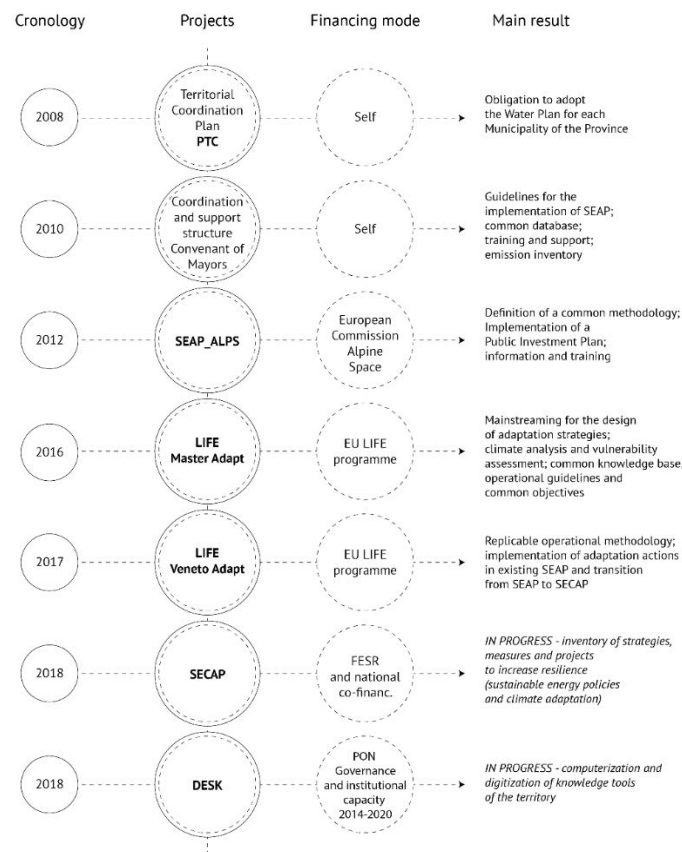 Cronology Projects Financing mode Main result
2008
Territorial
Coordination
Plan
PTC
Self
Obligation to adopt
the Water Plan for each
Municipality of the Province
2010
Coordination
and support
structure
Convenant of
Mayors
Self
Guidelines for the
implementation of SEAP;
common database;
training and support;
emission inventory
2012
SEAP_ALPS
European
Commission
Alpine
Space
Definition of a common methodology;
Implementation of a
Public Investment Plan;
information and training
2016
LIFE
Master Adapt
EU LIFE
programme
Mainstreaming for the design
of adaptation strategies;
climate analysis and vulnerability
assessment; common knowledge base,
operational guidelines and
common objectives
2017
LIFE
Veneto Adapt
EU LIFE
programme
Replicable operational methodology;
implementation of adaptation actions
in existing SEAP and transition
from SEAP to SECAP
2018
SECAP
FESR
and national
co-financ.
IN PROGRESS - inventory of strategies,
measures and projects
to increase resilience
(sustainable energy policies
and climate adaptation)
2018
DESK
PON
Governance
and institutional
capacity
2014-2020
IN PROGRESS - computerization and
digitization of knowledge tools
of the territory